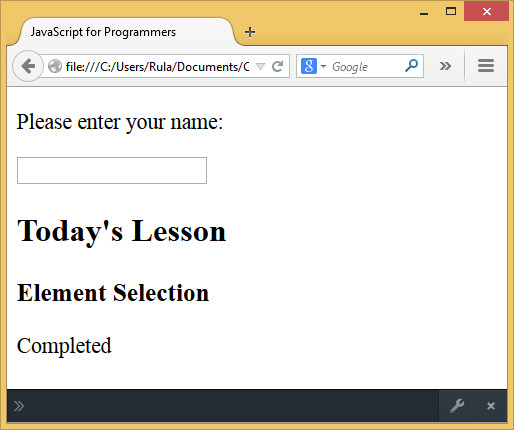 JavaScript for Programmers
file:///C:/Users/Rula/Documents/C
Google
Please enter your name:
Today's Lesson
Element Selection
Completed